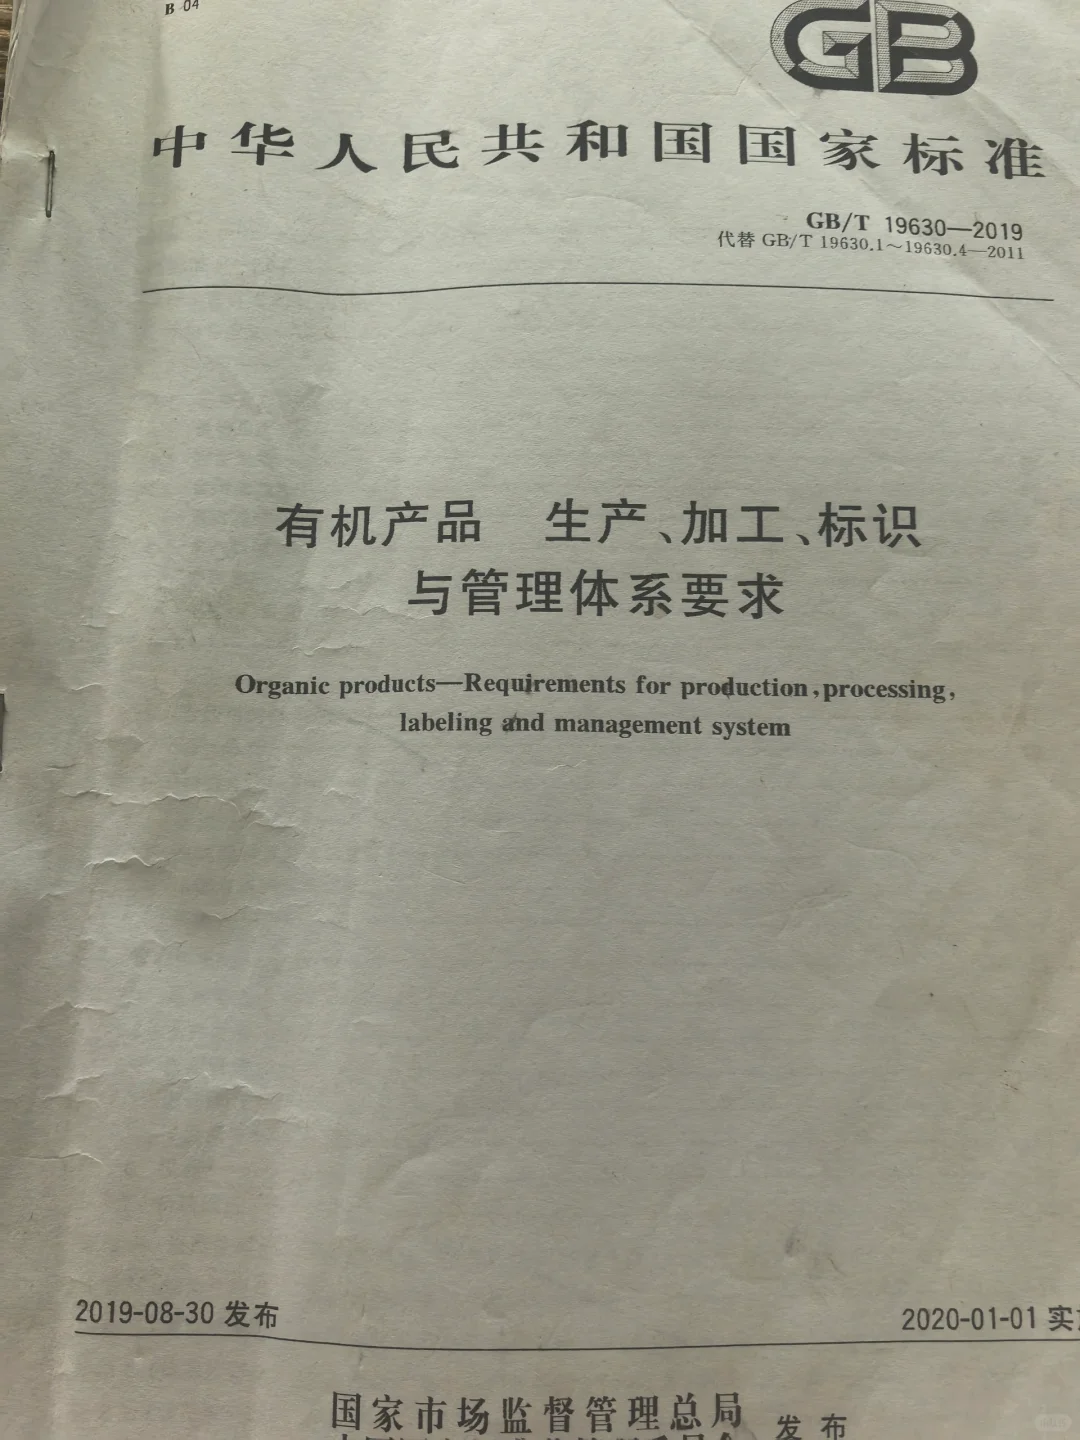 B 04
GB
中华人民共和国国家标准
GB/T 19630—2019
代替 GB/T 19630.1～19630.4—2011
有机产品 生产、加工、标识
与管理体系要求
Organic products—Requirements for production,processing,
labeling and management system
2019-08-30 发布
2020-01-01 实
国家市场监督管理总局
发布